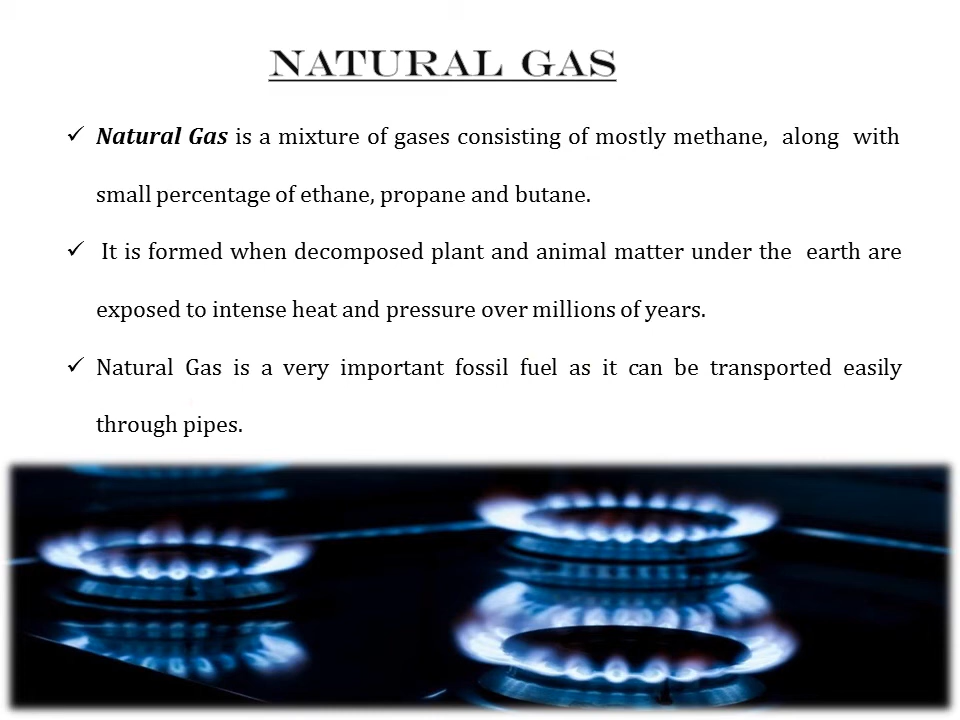 NATURAL GAS
✓ Natural Gas is a mixture of gases consisting of mostly methane, along with
small percentage of ethane, propane and butane.
✓ It is formed when decomposed plant and animal matter under the earth are
exposed to intense heat and pressure over millions of years.
✓ Natural Gas is a very important fossil fuel as it can be transported easily
through pipes.